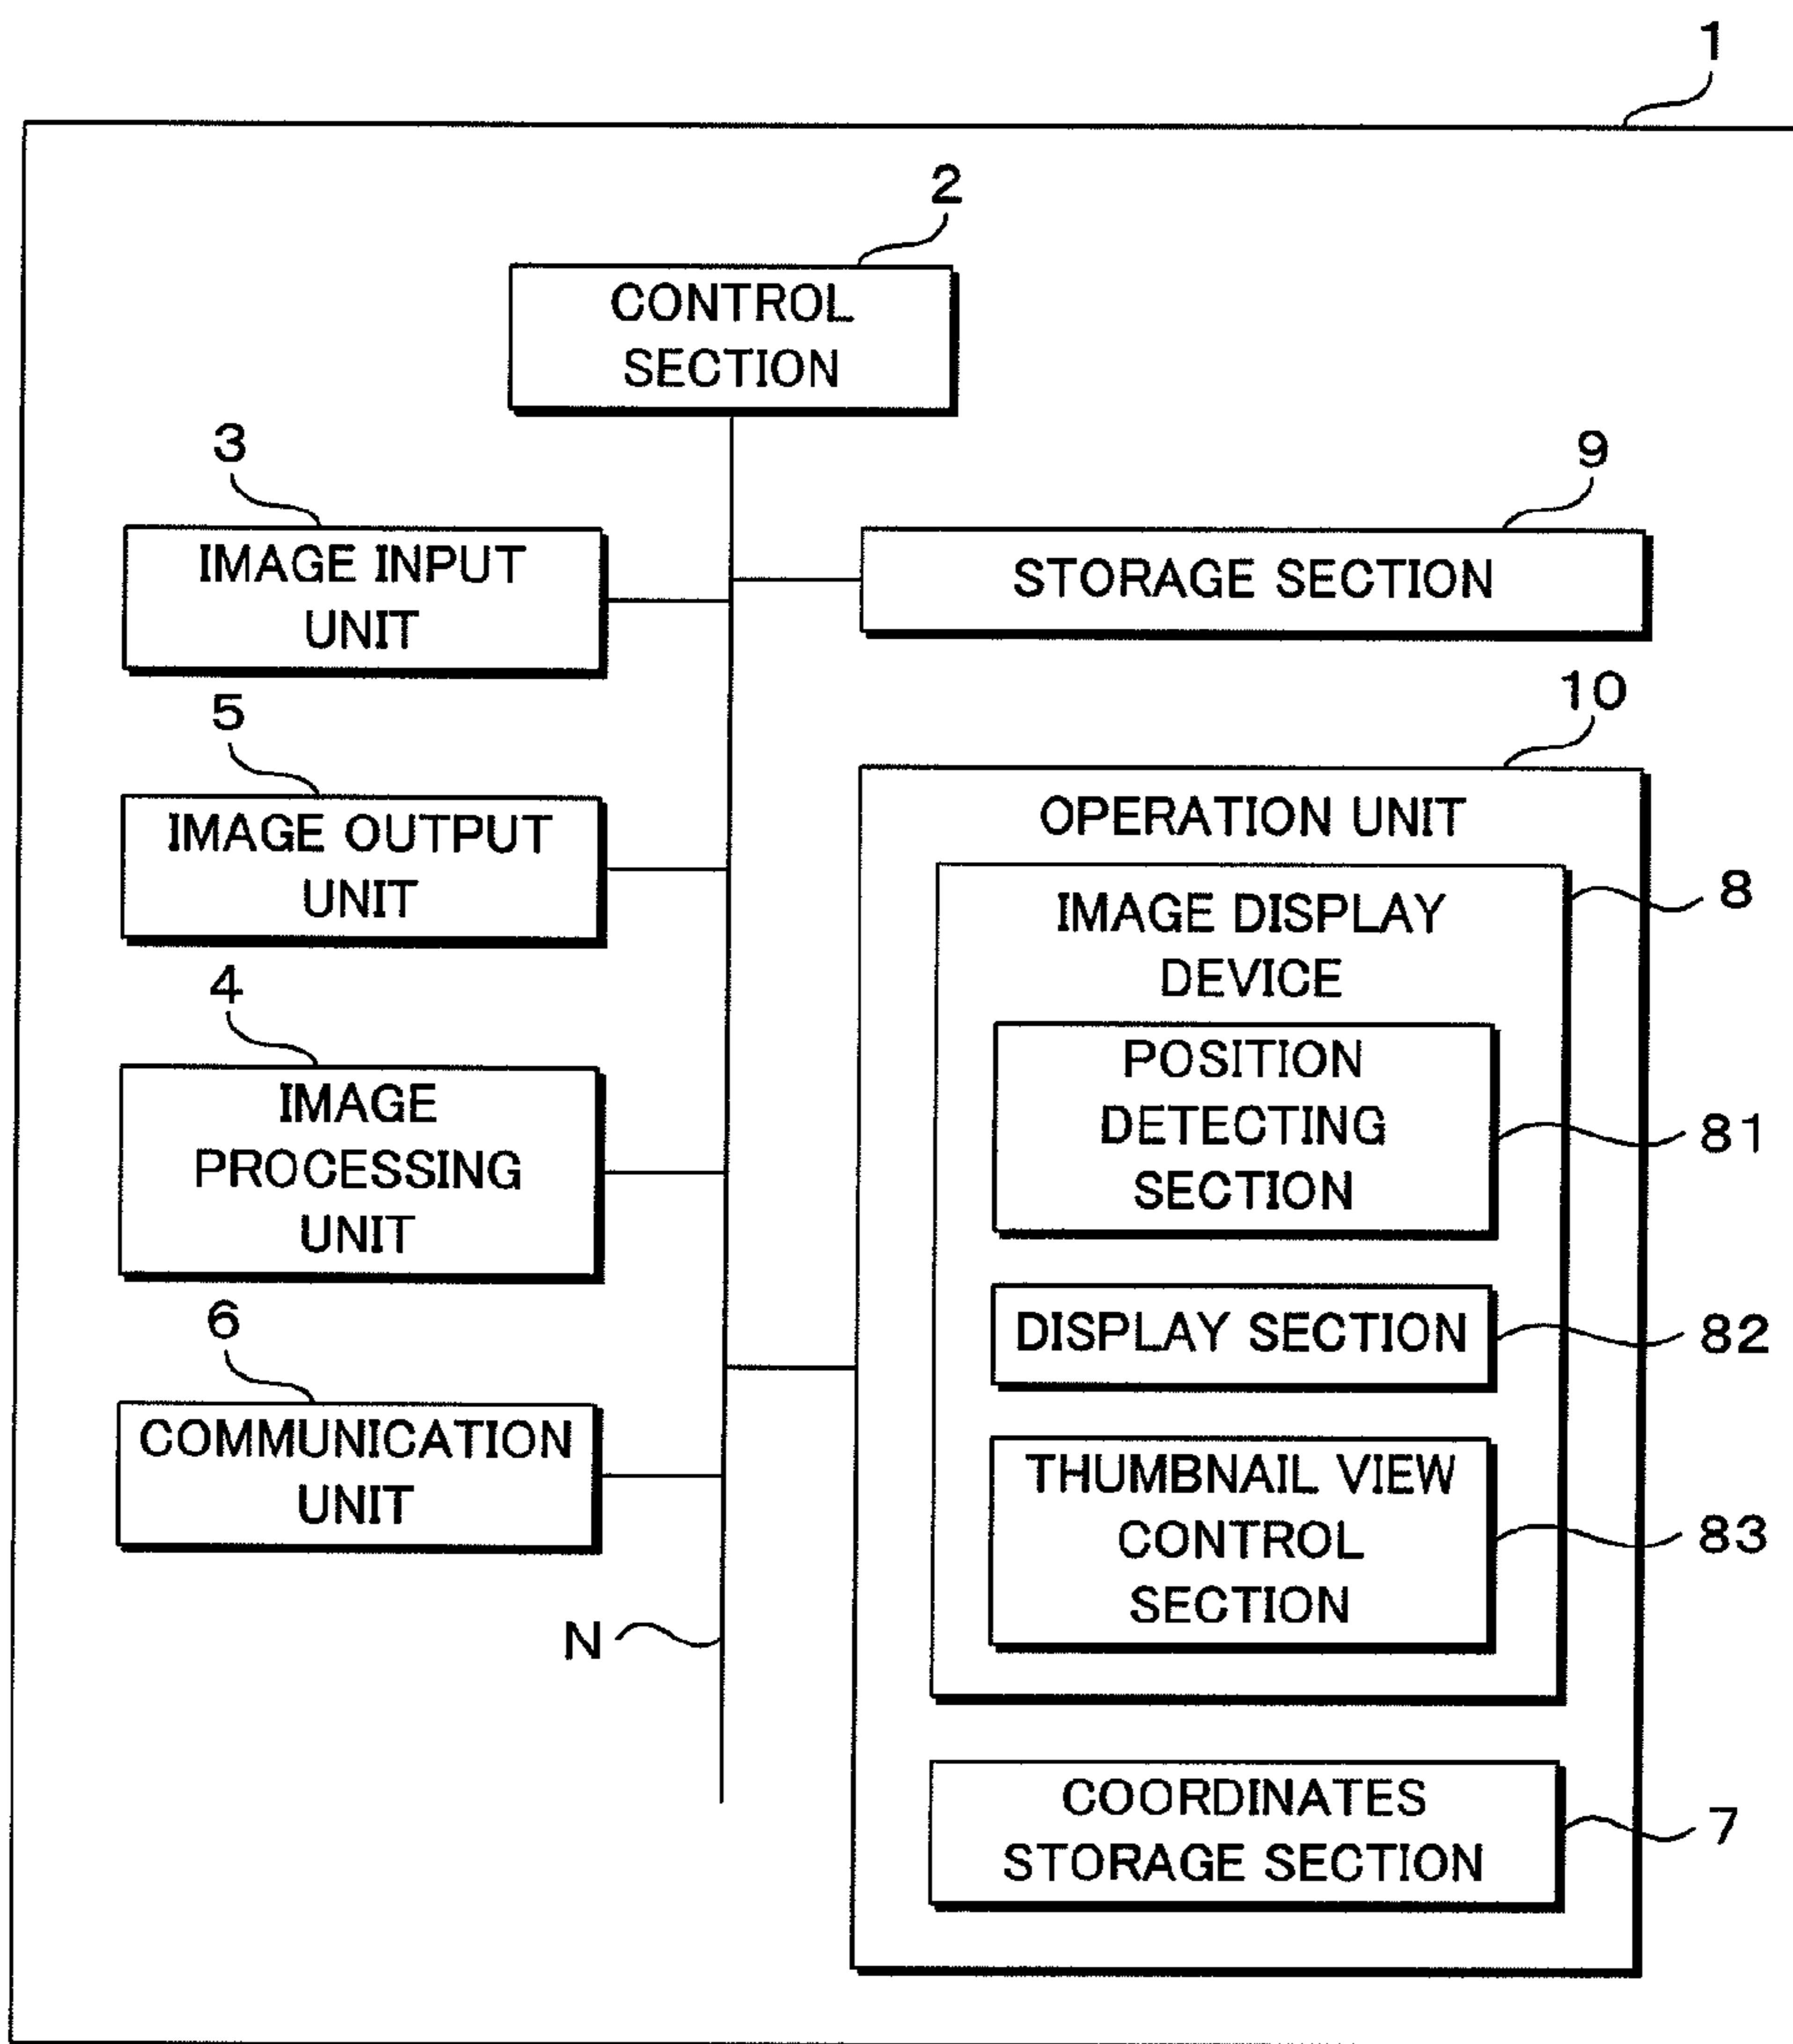 1
2
CONTROL
SECTION
3
IMAGE INPUT
UNIT
9
STORAGE SECTION
5
IMAGE OUTPUT
UNIT
4
IMAGE
PROCESSING
UNIT
6
COMMUNICATION
UNIT
N
10
OPERATION UNIT
8
IMAGE DISPLAY
DEVICE
POSITION
DETECTING
SECTION
81
DISPLAY SECTION
82
THUMBNAIL VIEW
CONTROL
SECTION
83
COORDINATES
STORAGE SECTION
7